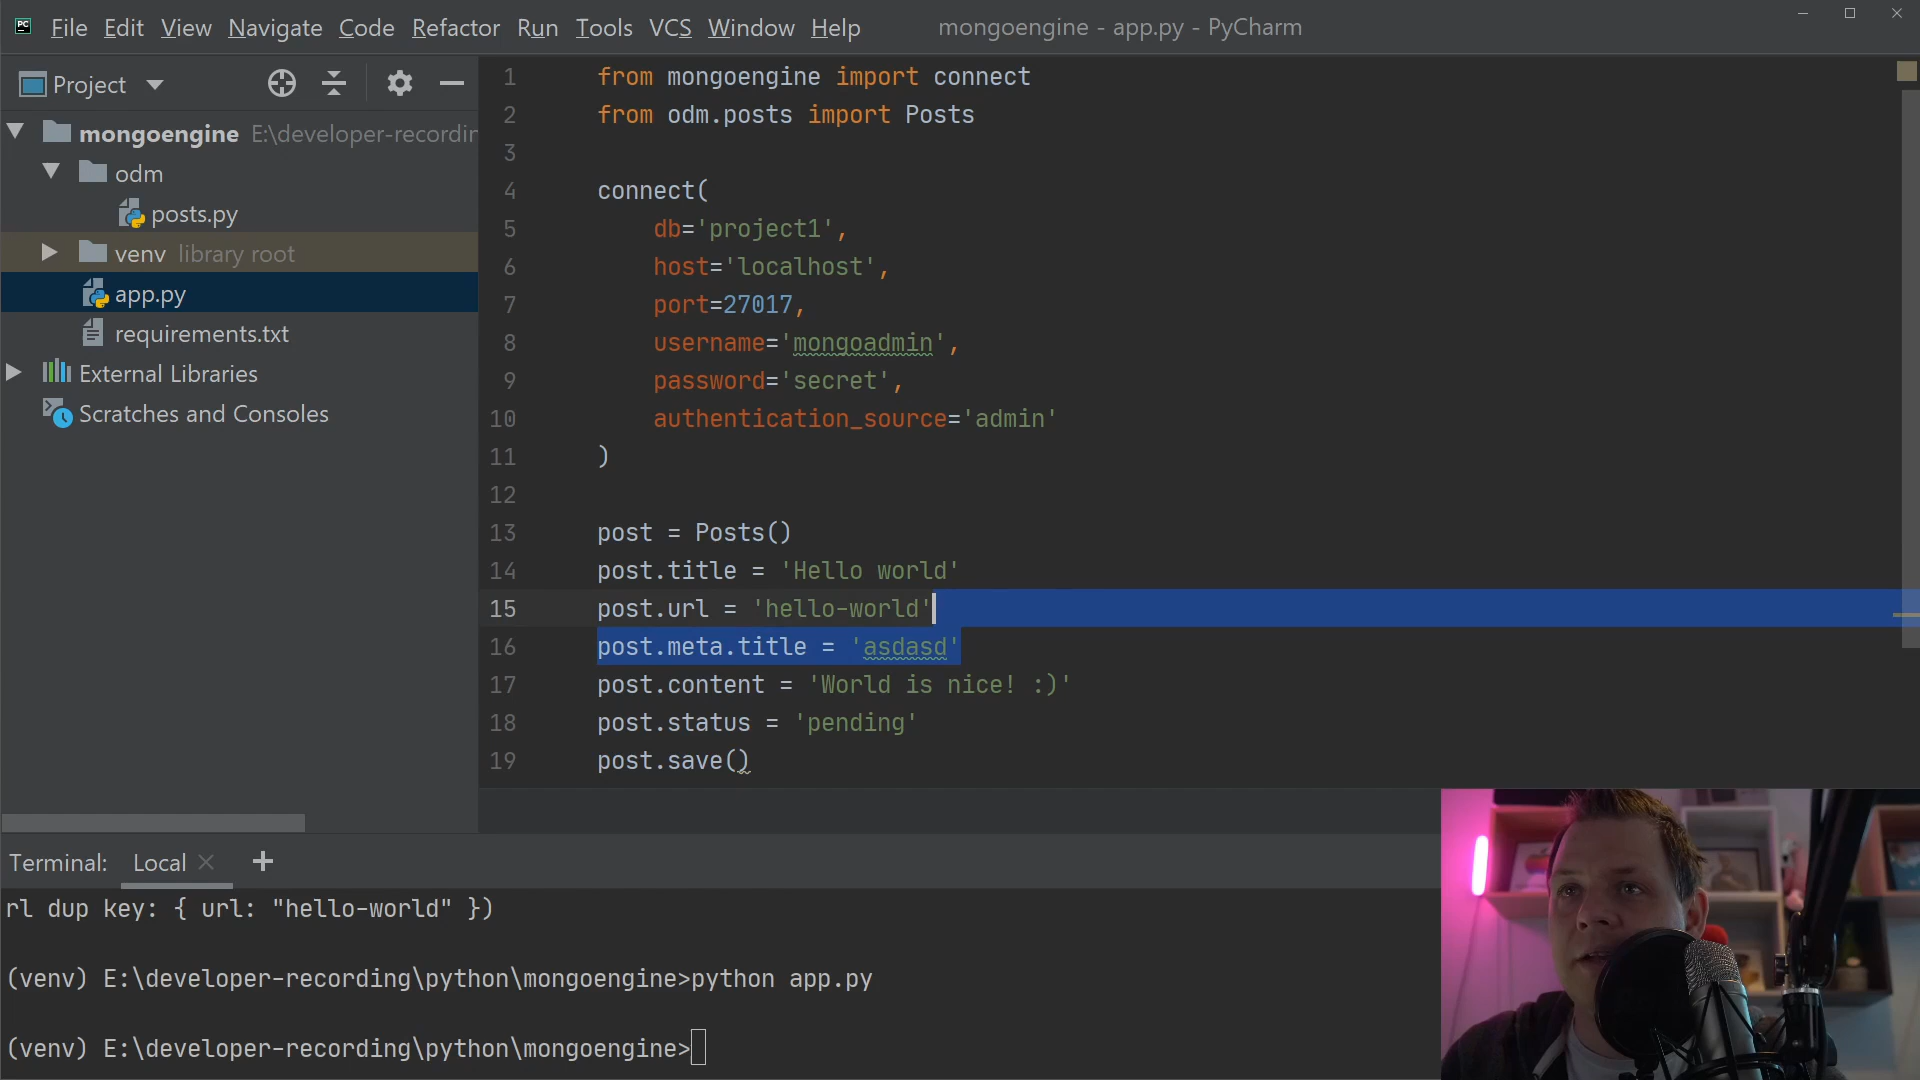 PC File Edit View Navigate Code Refactor Run Tools VCS Window Help mongoengine - app.py - PyCharm
Project
mongoengine E:\developer-recordin
odm
posts.py
venv library root
app.py
requirements.txt
External Libraries
Scratches and Consoles
1 from mongoengine import connect
2 from odm.posts import Posts
3
4 connect(
5 db='project1',
6 host='localhost',
7 port=27017,
8 username='mongoadmin',
9 password='secret',
10 authentication_source='admin'
11 )
12
13 post = Posts()
14 post.title = 'Hello world'
15 post.url = 'hello-world'
16 post.meta.title = 'asdasd'
17 post.content = 'World is nice! :)'
18 post.status = 'pending'
19 post.save()
Terminal: Local
rl dup key: { url: "hello-world" })
(venv) E:\developer-recording\python\mongoengine>python app.py
(venv) E:\developer-recording\python\mongoengine>